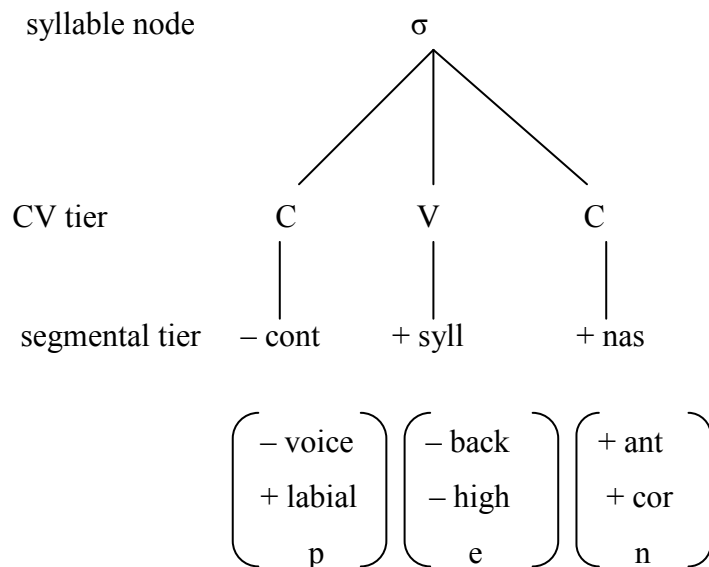 syllable node σ
CV tier C V C
segmental tier – cont + syll + nas
– voice – back + ant
+ labial – high + cor
p e n